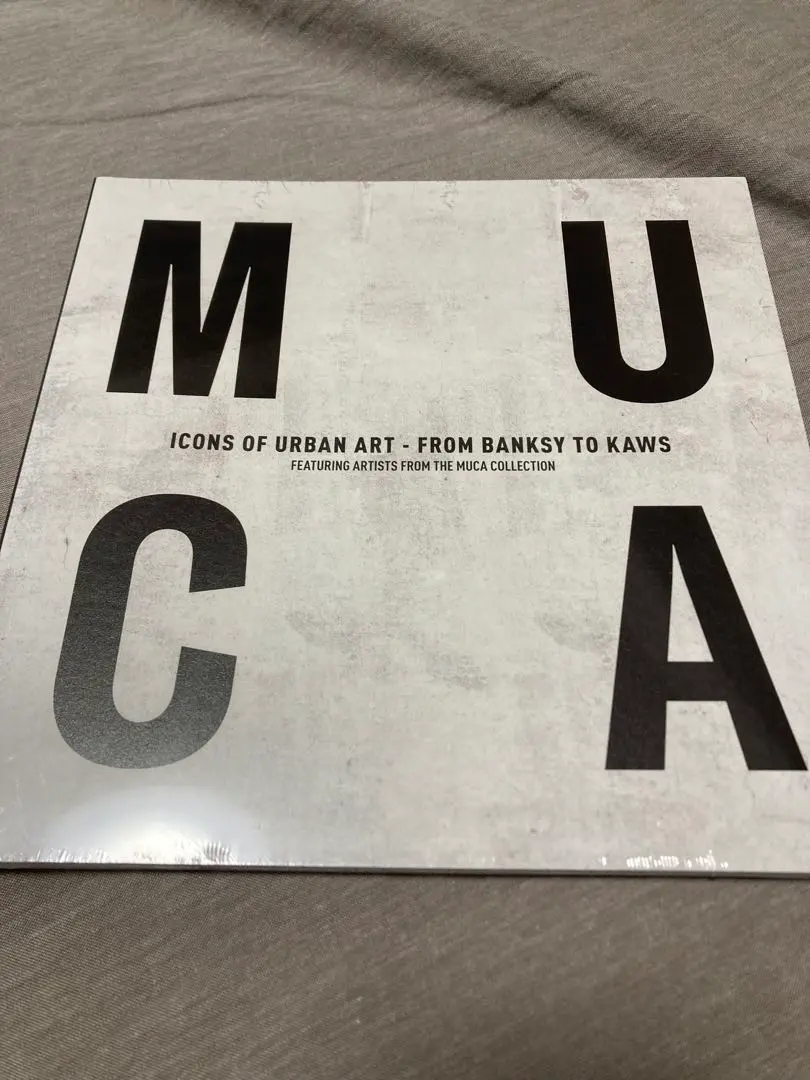 M U
ICONS OF URBAN ART - FROM BANKSY TO KAWS
FEATURING ARTISTS FROM THE MUCA COLLECTION
C A